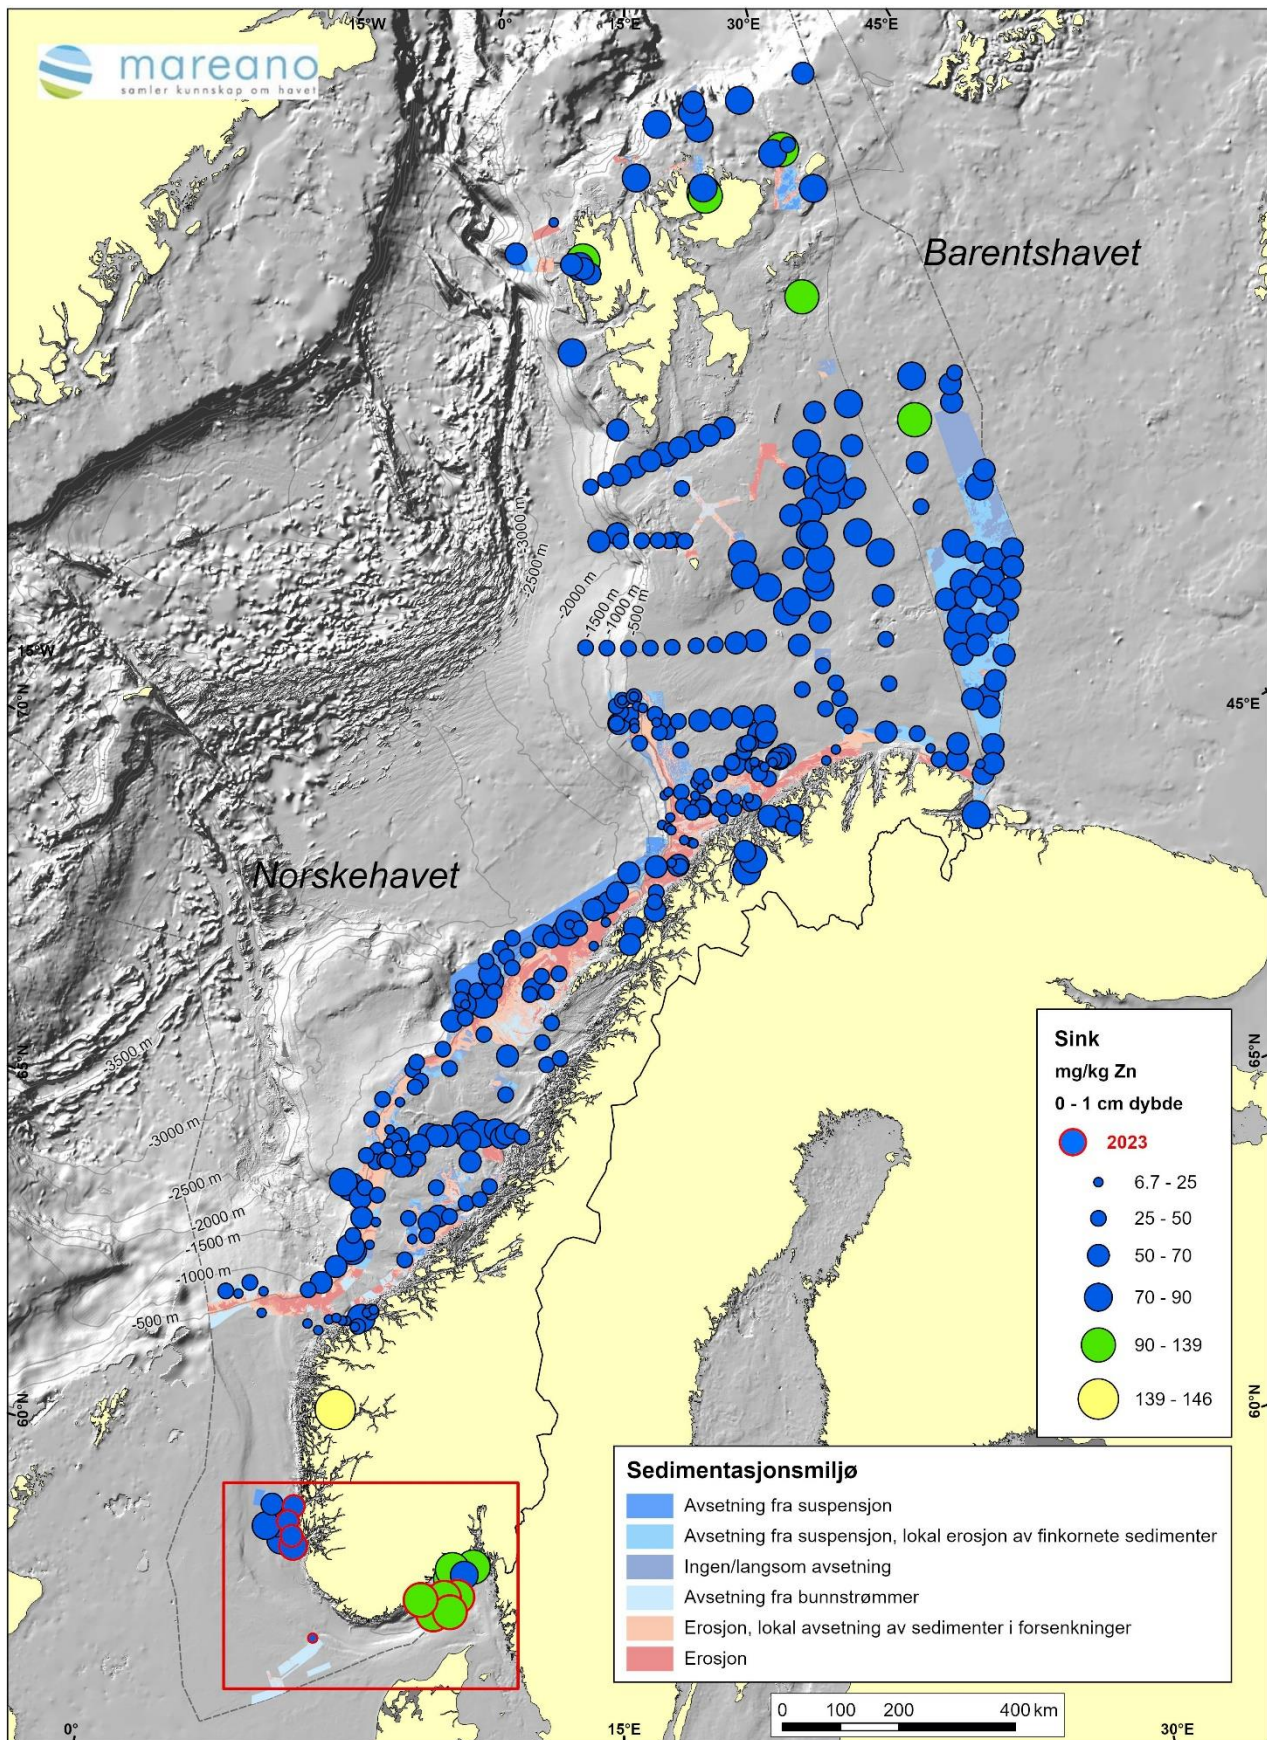 15°W
0°
15°E
30°E
45°E
mareano
samler kunnskap om havet
Barentshavet
-3000 m
-2500 m
-2000 m
-1500 m
-1000 m
-500 m
15°W
70°N
45°E
Norskehavet
-3500 m
65°N
65°N
-3000 m
-2500 m
-2000 m
-1500 m
-1000 m
-500 m
60°N
60°N
Sink
mg/kg Zn
0 - 1 cm dybde
2023
6.7 - 25
25 - 50
50 - 70
70 - 90
90 - 139
139 - 146
Sedimentasjonsmiljø
Avsetning fra suspensjon
Avsetning fra suspensjon, lokal erosjon av finkornete sedimenter
Ingen/langsom avsetning
Avsetning fra bunnstrømmer
Erosjon, lokal avsetning av sedimenter i forsenkninger
Erosjon
0 100 200 400 km
0°
15°E
30°E